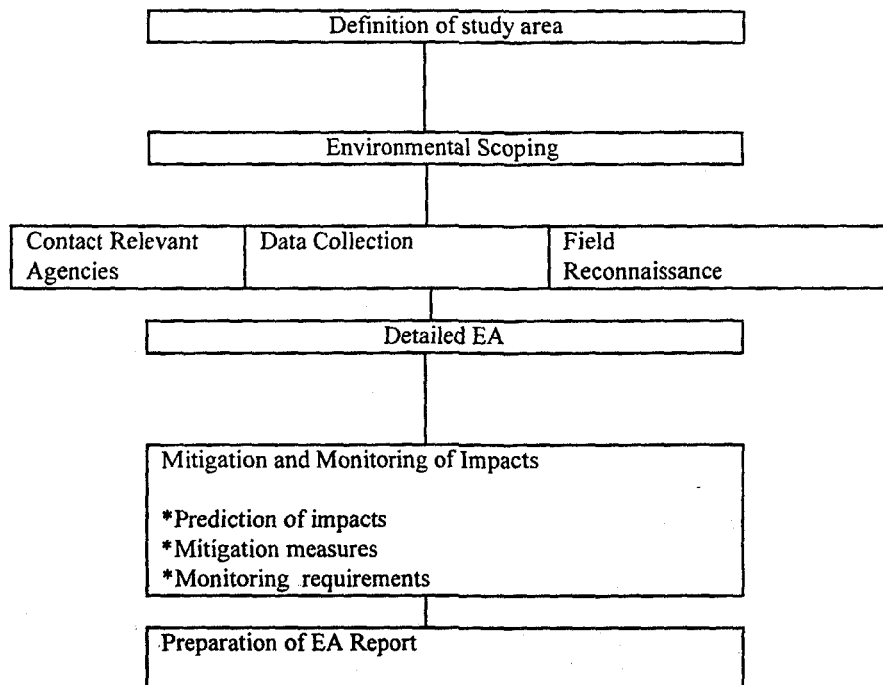 Definition of study area
Environmental Scoping
Contact Relevant Agencies
Data Collection
Field Reconnaissance
Detailed EA
Mitigation and Monitoring of Impacts
*Prediction of impacts
*Mitigation measures
*Monitoring requirements
Preparation of EA Report